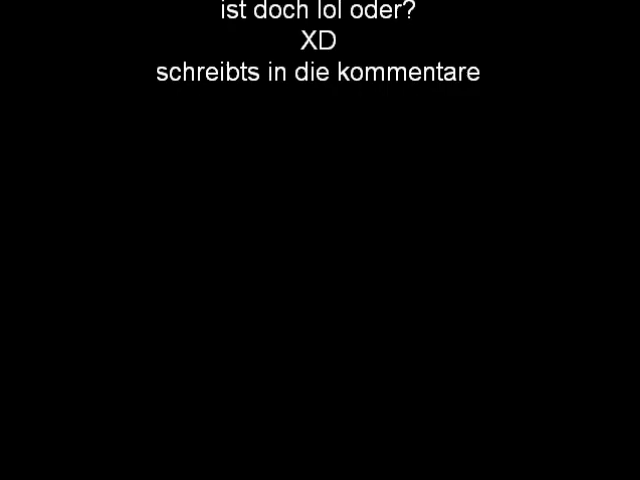 ist doch lol oder?
XD
schreibts in die kommentare